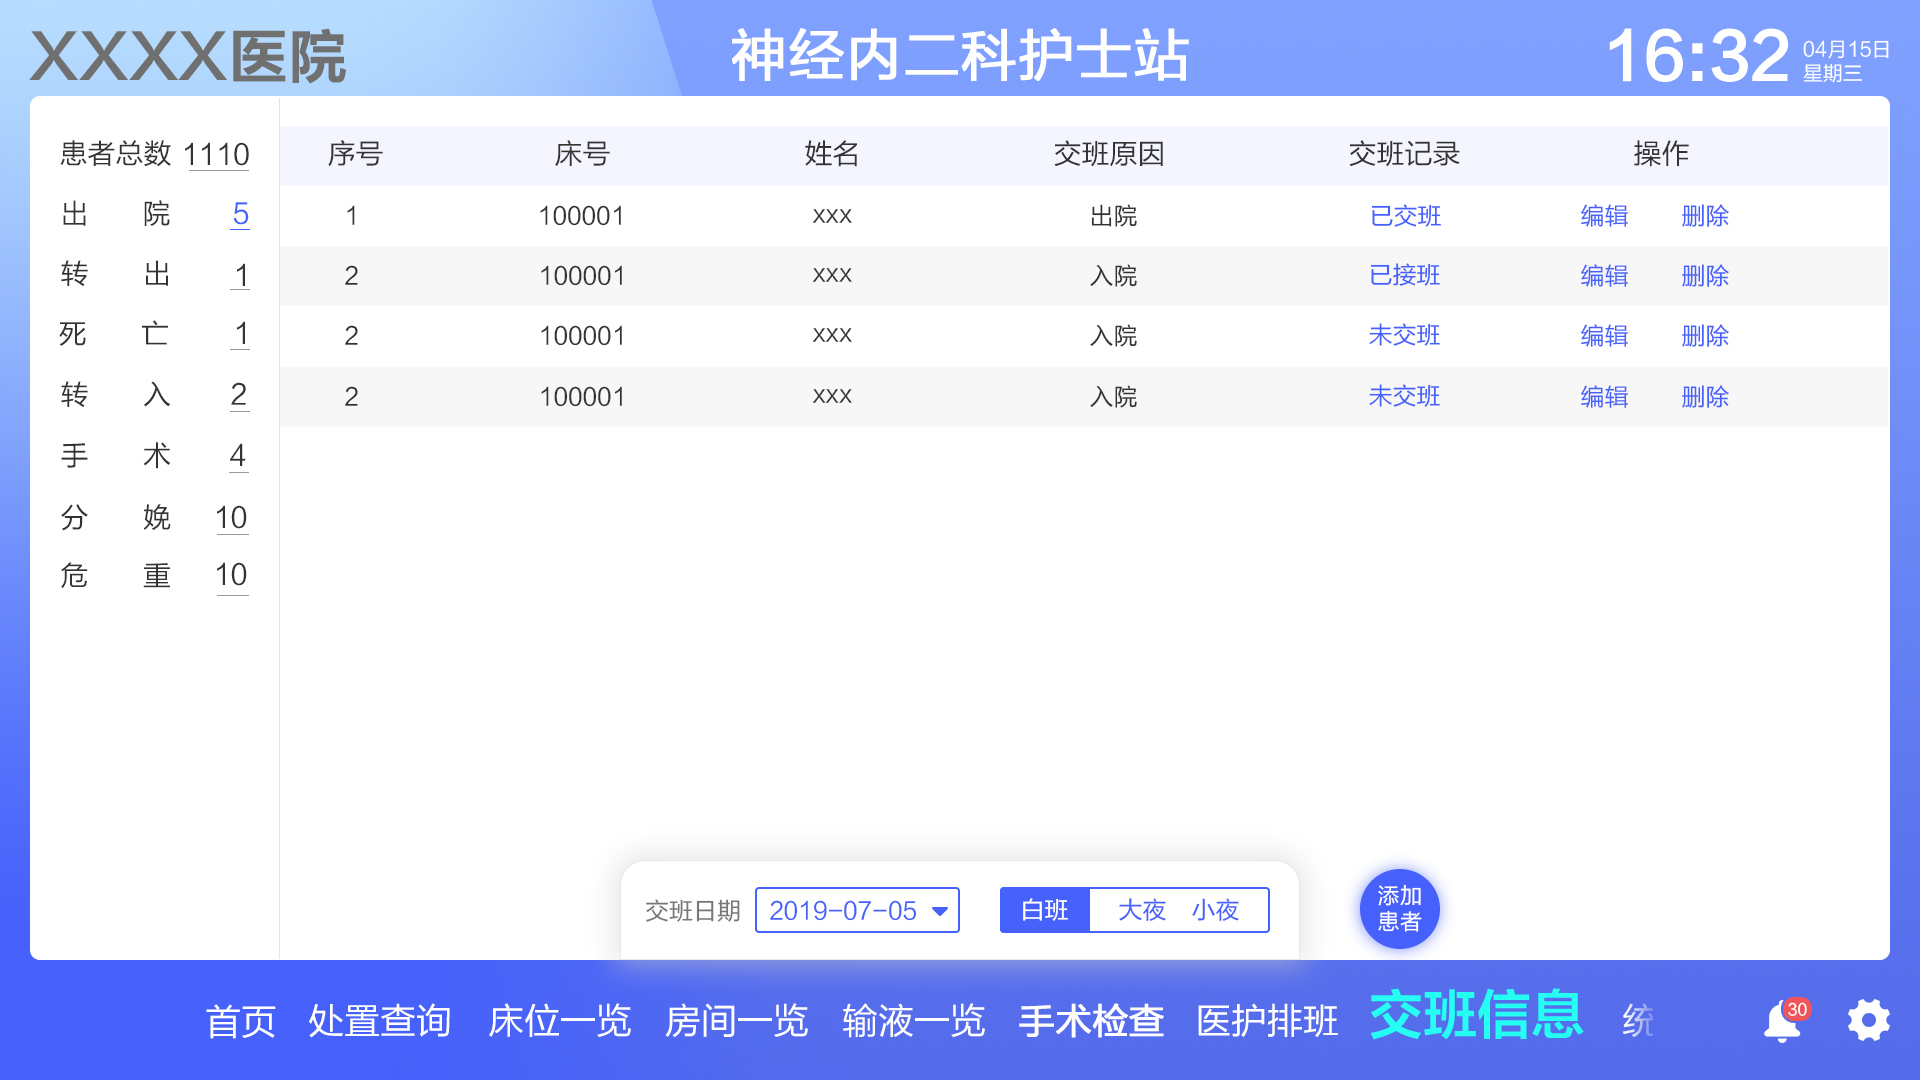 XXXX医院
神经内二科护士站
16:32
04月15日
星期三
患者总数 1110
出院 5
转出 1
死亡 1
转入 2
手术 4
分娩 10
危重 10
序号 床号 姓名 交班原因 交班记录 操作
1 100001 xxx 出院 已交班 编辑 删除
2 100001 xxx 入院 已接班 编辑 删除
2 100001 xxx 入院 未交班 编辑 删除
2 100001 xxx 入院 未交班 编辑 删除
交班日期 2019-07-05 白班 大夜 小夜
添加
患者
首页 处置查询 床位一览 房间一览 输液一览 手术检查 医护排班 交班信息 统
30